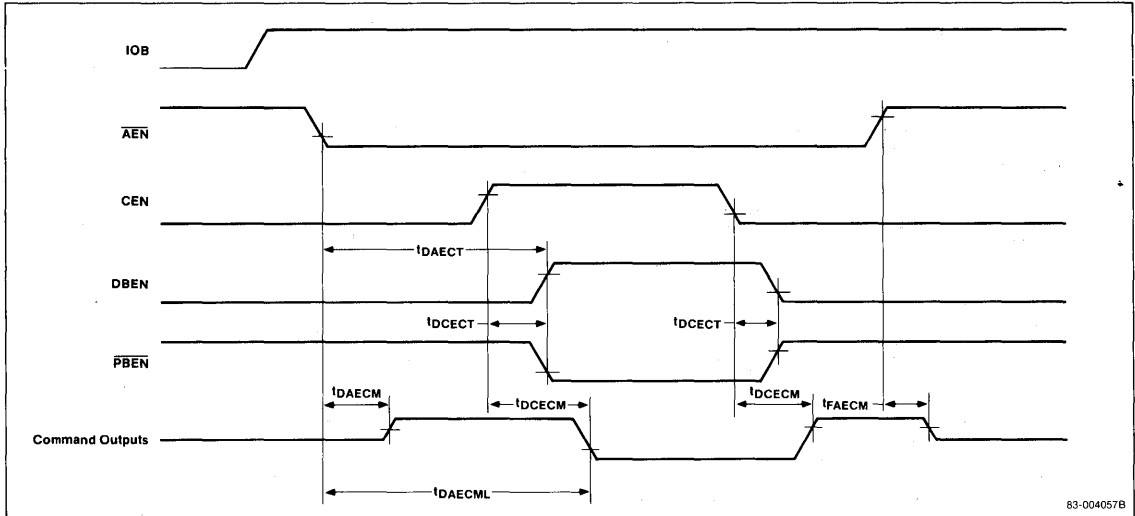 IOB
AEN
CEN
tDAECT
DBEN
tDCECT
tDCECT
PBEN
tDAECM
tDCECM
tDCECM
tFAECM
Command Outputs
tDAECML
83-004057B